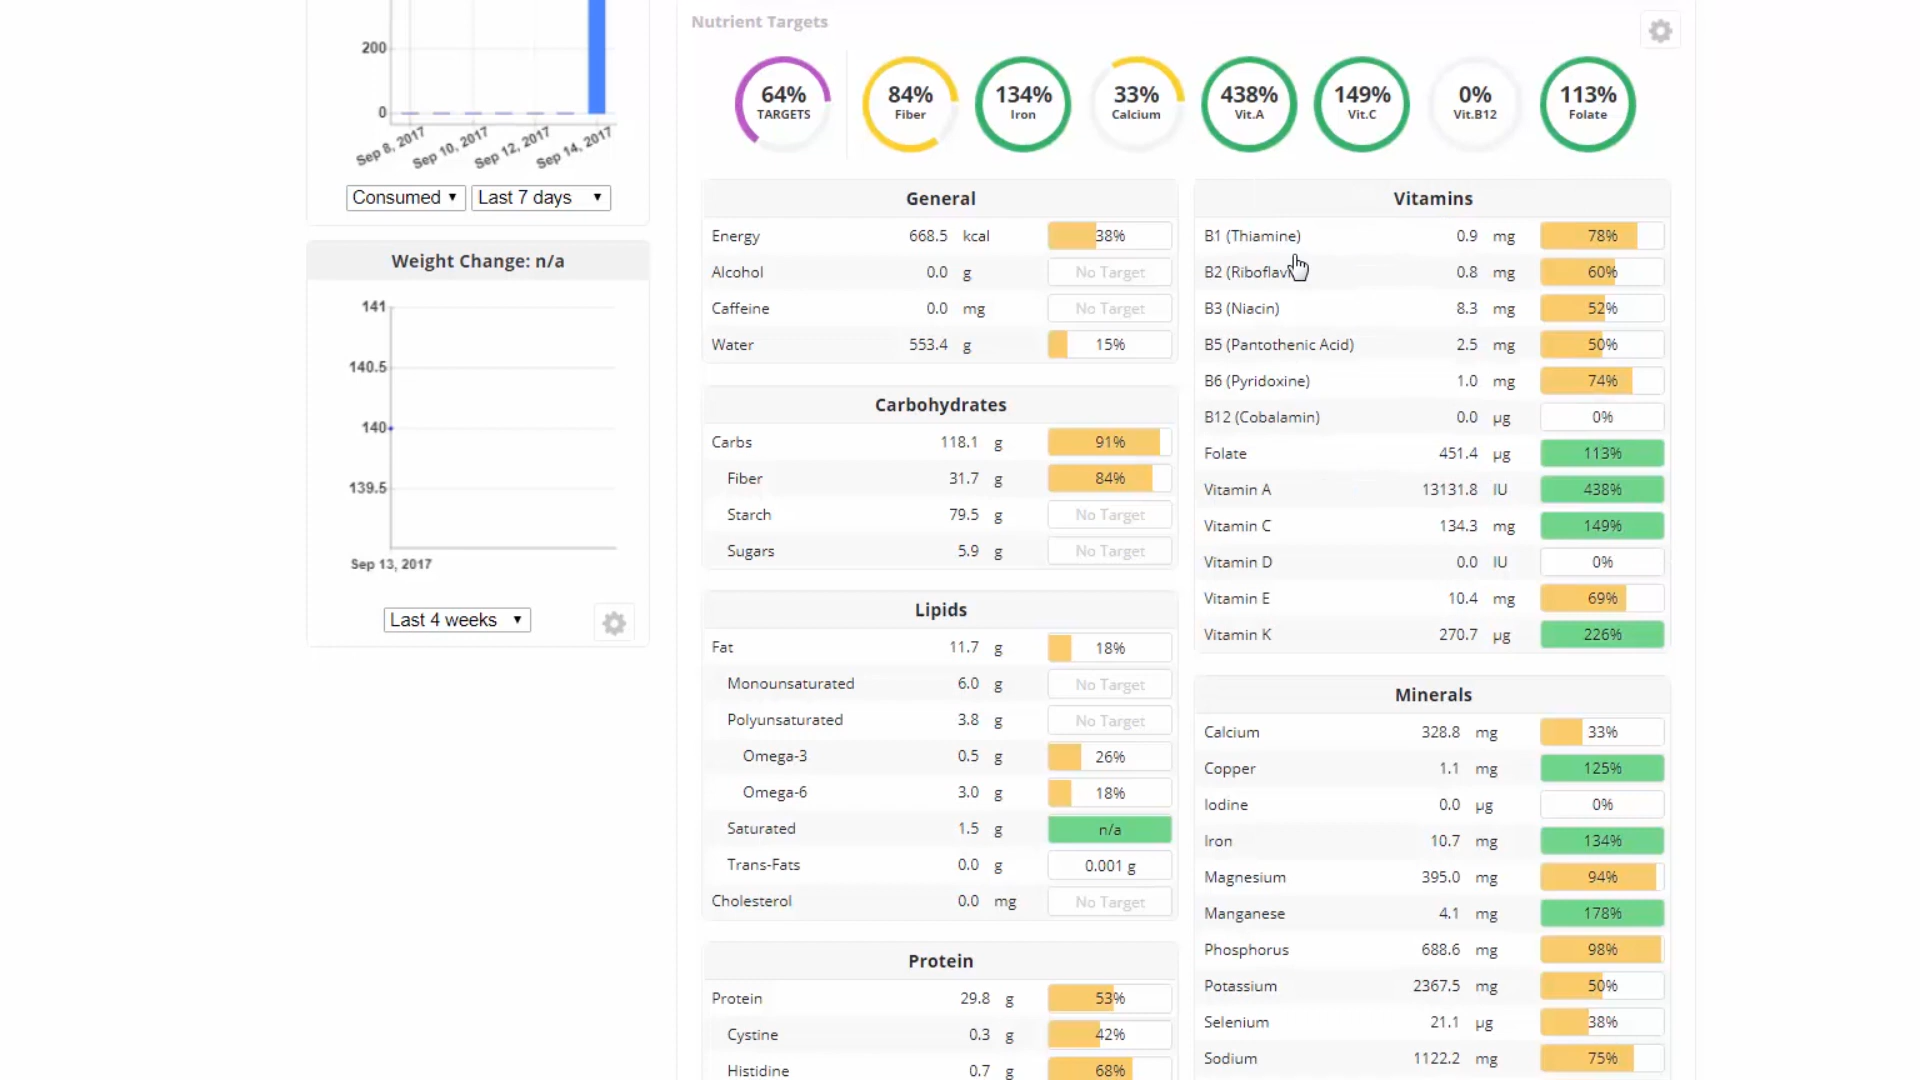 200
0
Sep 8, 2017
Sep 10, 2017
Sep 12, 2017
Sep 14, 2017
Consumed
Last 7 days
Weight Change: n/a
141
140.5
140
139.5
Sep 13, 2017
Last 4 weeks
Nutrient Targets
64%
TARGETS
84%
Fiber
134%
Iron
33%
Calcium
438%
Vit.A
149%
Vit.C
0%
Vit.B12
113%
Folate
General
Energy 668.5 kcal 38%
Alcohol 0.0 g No Target
Caffeine 0.0 mg No Target
Water 553.4 g 15%
Carbohydrates
Carbs 118.1 g 91%
Fiber 31.7 g 84%
Starch 79.5 g No Target
Sugars 5.9 g No Target
Lipids
Fat 11.7 g 18%
Monounsaturated 6.0 g No Target
Polyunsaturated 3.8 g No Target
Omega-3 0.5 g 26%
Omega-6 3.0 g 18%
Saturated 1.5 g n/a
Trans-Fats 0.0 g 0.001 g
Cholesterol 0.0 mg No Target
Protein
Protein 29.8 g 53%
Cystine 0.3 g 42%
Histidine 0.7 g 68%
Vitamins
B1 (Thiamine) 0.9 mg 78%
B2 0.8 mg 60%
B3 (Niacin) 8.3 mg 52%
B5 (Pantothenic Acid) 2.5 mg 50%
B6 (Pyridoxine) 1.0 mg 74%
B12 (Cobalamin) 0.0 µg 0%
Folate 451.4 µg 113%
Vitamin A 13131.8 IU 438%
Vitamin C 134.3 mg 149%
Vitamin D 0.0 IU 0%
Vitamin E 10.4 mg 69%
Vitamin K 270.7 µg 226%
Minerals
Calcium 328.8 mg 33%
Copper 1.1 mg 125%
Iodine 0.0 µg 0%
Iron 10.7 mg 134%
Magnesium 395.0 mg 94%
Manganese 4.1 mg 178%
Phosphorus 688.6 mg 98%
Potassium 2367.5 mg 50%
Selenium 21.1 µg 38%
Sodium 1122.2 mg 75%